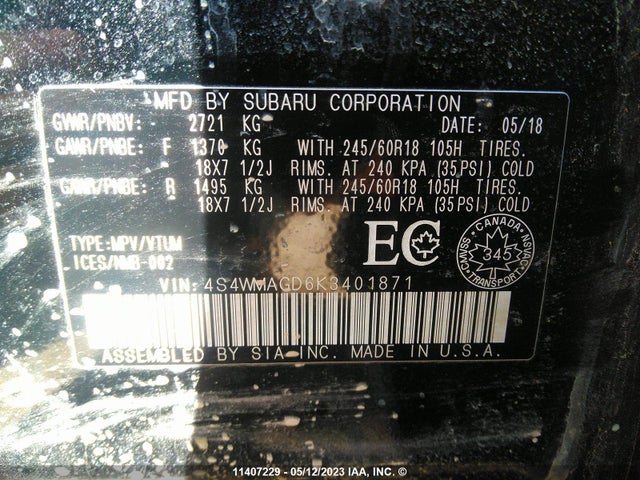 MFD BY SUBARU CORPORATION
GVWR/PNBV: 2721 KG DATE: 05/18
GAWR/PNBE: F 1370 KG WITH 245/60R18 105H TIRES.
18X7 1/2J RIMS. AT 240 KPA (35PSI) COLD
GAWR/PNBE: R 1495 KG WITH 245/60R18 105H TIRES.
18X7 1/2J RIMS. AT 240 KPA (35PSI) COLD
TYPE:MPV/VTUM
ICES/NMB-002
EC
CANADA
345
CMVSS
NSVAC
VIN:4S4WMAGD6K3401871
ASSEMBLED BY SIA INC. MADE IN U.S.A.
11407229 - 05/12/2023 IAA, INC. ©